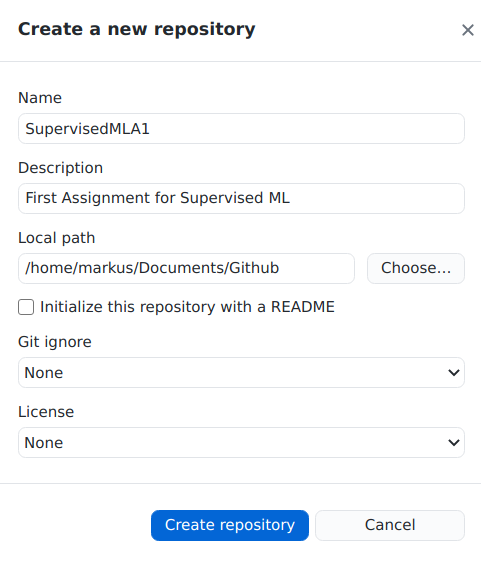 Create a new repository
Name
SupervisedMLA1
Description
First Assignment for Supervised ML
Local path
/home/markus/Documents/Github
Choose...
Initialize this repository with a README
Git ignore
None
License
None
Create repository
Cancel